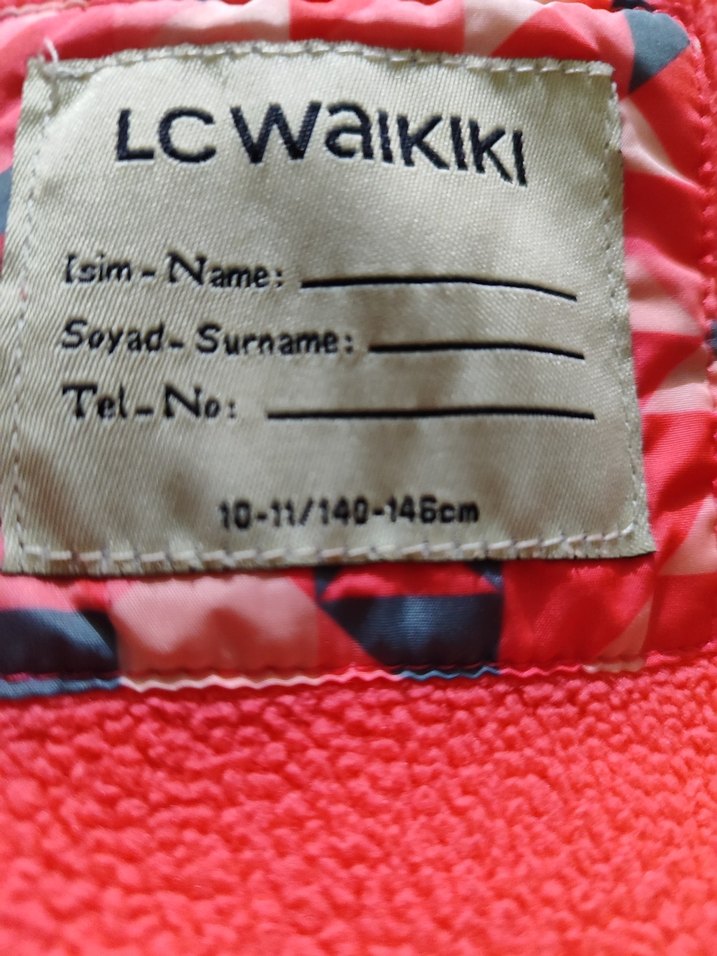 LC WAIKIKI
Isim - Name:
Soyad- Surname:
Tel-No:
10-11/140-146cm